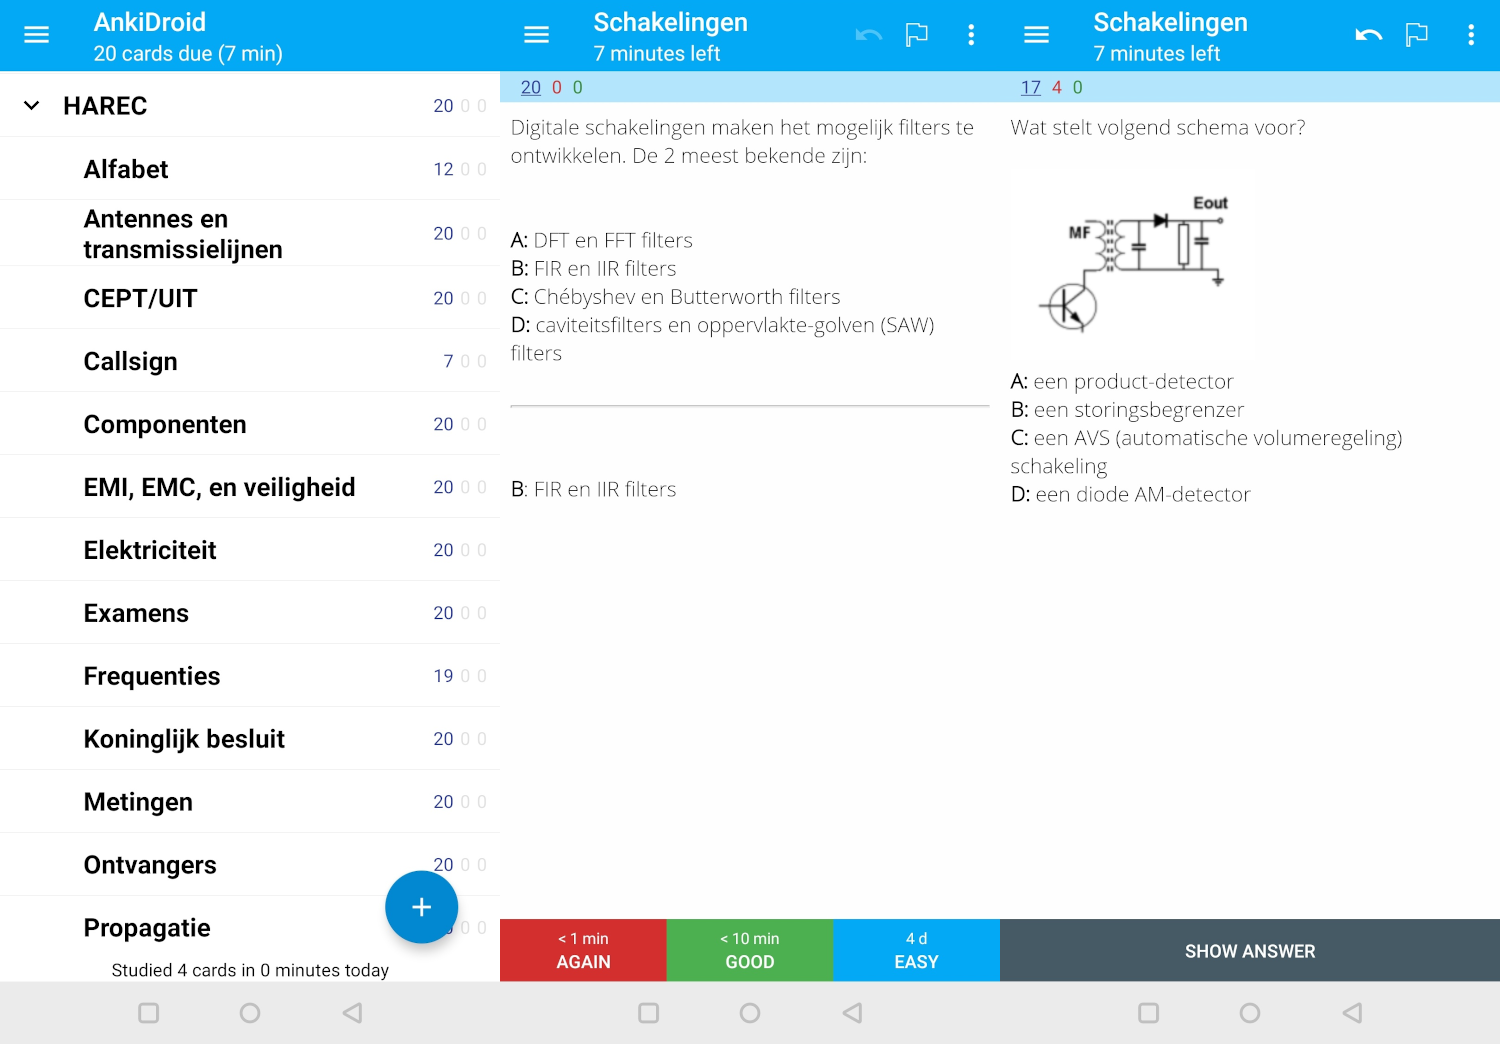 AnkiDroid
20 cards due (7 min)
HAREC 20 0 0
Alfabet 12 0 0
Antennes en
transmissielijnen 20 0 0
CEPT/UIT 20 0 0
Callsign 7 0 0
Componenten 20 0 0
EMI, EMC, en veiligheid 20 0 0
Elektriciteit 20 0 0
Examens 20 0 0
Frequenties 19 0 0
Koninglijk besluit 20 0 0
Metingen 20 0 0
Ontvangers 20 0 0
Propagatie 0 0
Studied 4 cards in 0 minutes today
Schakelingen
7 minutes left
20 0 0
Digitale schakelingen maken het mogelijk filters te
ontwikkelen. De 2 meest bekende zijn:
A: DFT en FFT filters
B: FIR en IIR filters
C: Chébyshev en Butterworth filters
D: caviteitsfilters en oppervlakte-golven (SAW)
filters
B: FIR en IIR filters
< 1 min
AGAIN
< 10 min
GOOD
4 d
EASY
Schakelingen
7 minutes left
17 4 0
Wat stelt volgend schema voor?
Eout
MF
A: een product-detector
B: een storingsbegrenzer
C: een AVS (automatische volumeregeling)
schakeling
D: een diode AM-detector
SHOW ANSWER